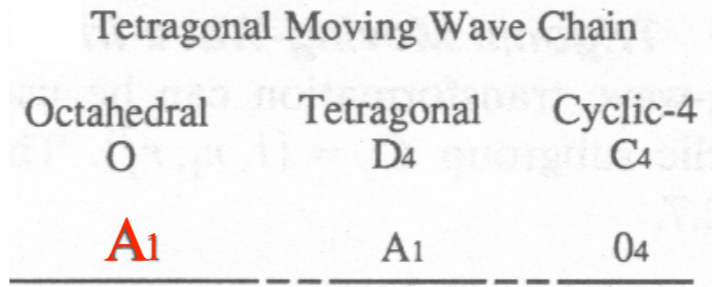 Tetragonal Moving Wave Chain
Octahedral Tetragonal Cyclic-4
O D4 C4
A1 A1 04